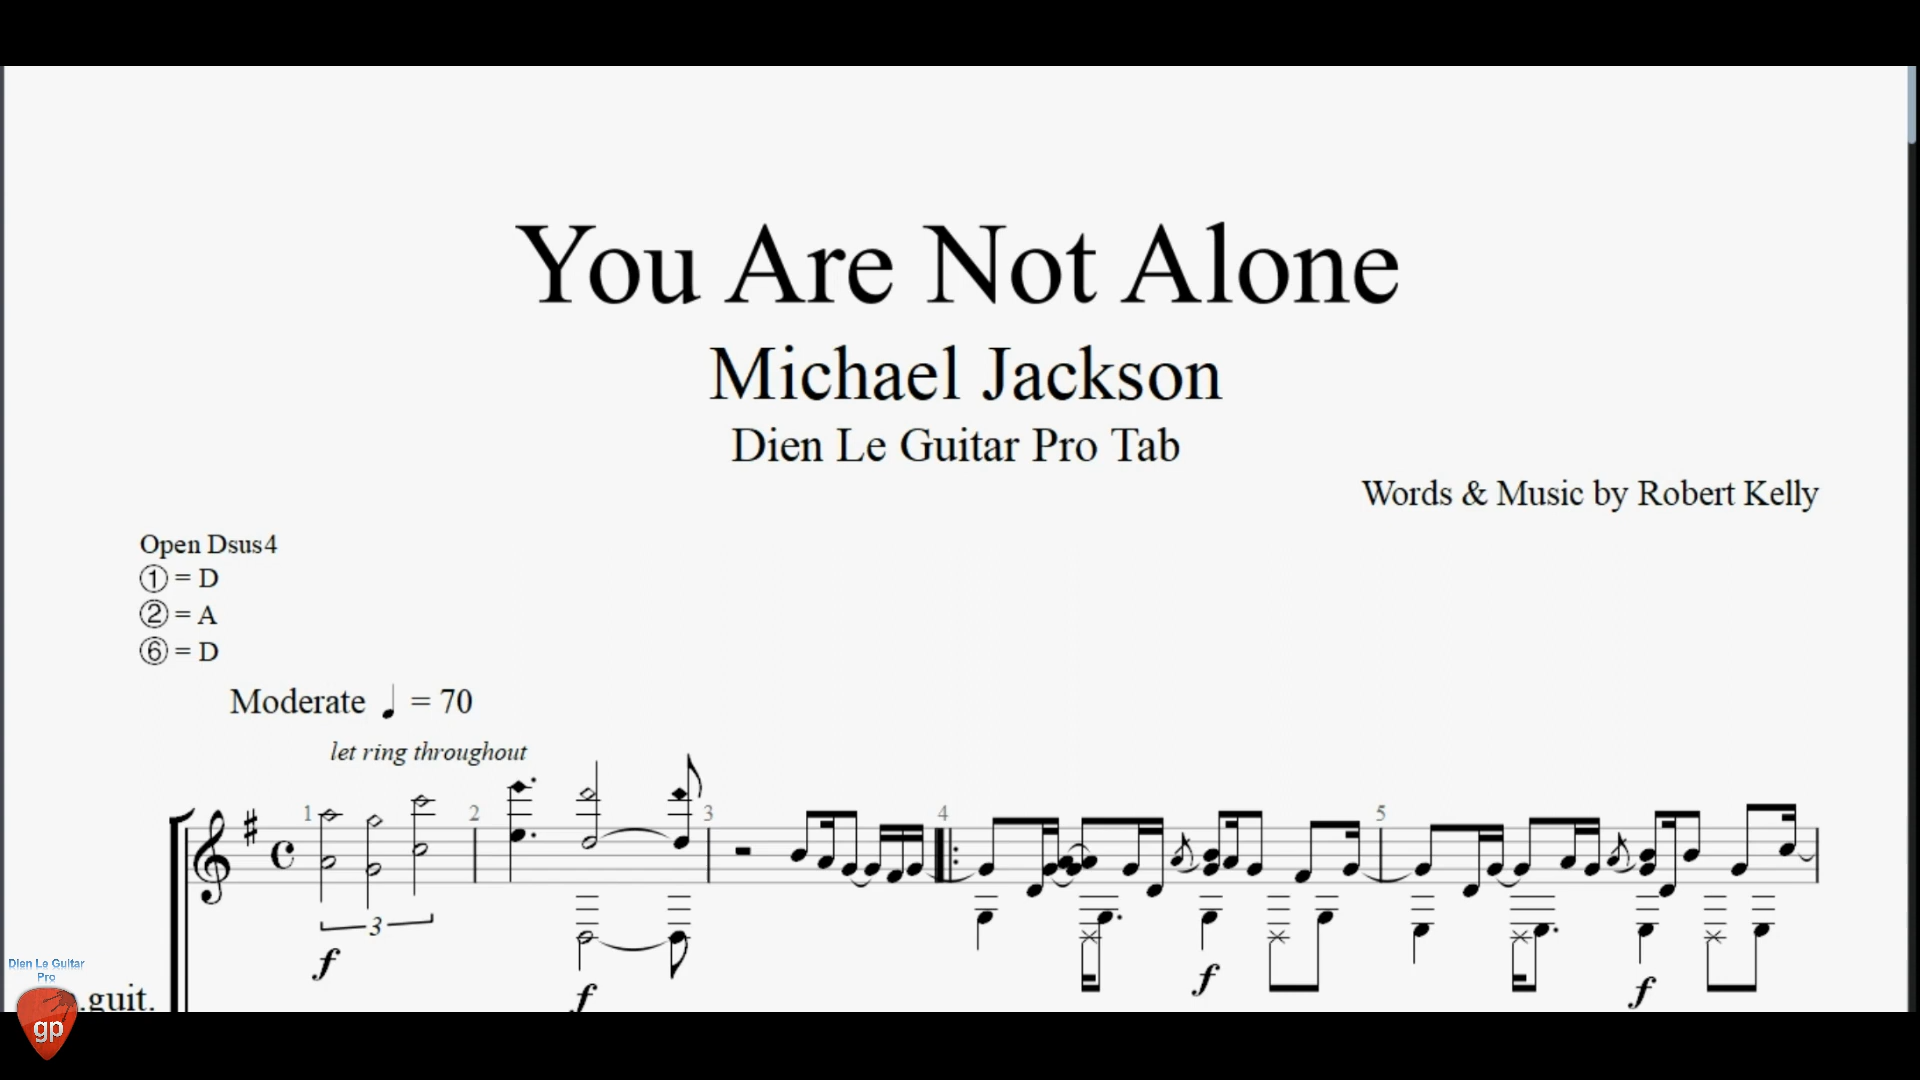 You Are Not Alone
Michael Jackson
Dien Le Guitar Pro Tab
Words & Music by Robert Kelly
Open Dsus4
① = D
② = A
⑥ = D
Moderate ♩ = 70
let ring throughout
1 2 3 4 5
3
f f f f
Dien Le Guitar
Pro
.guit.
gp